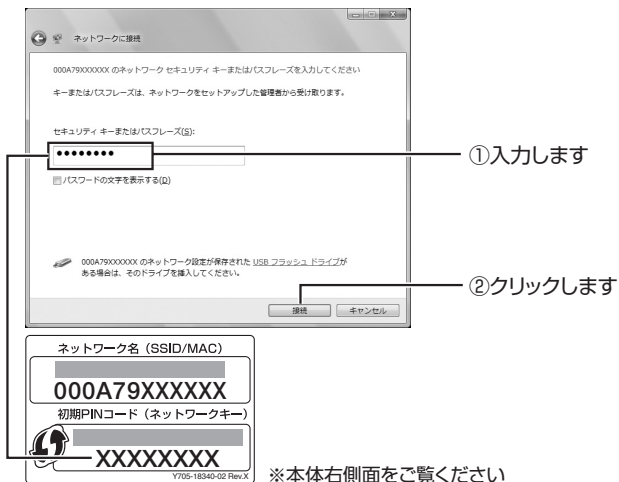 ネットワークに接続
000A79XXXXXX のネットワーク セキュリティ キーまたはパスフレーズを入力してください
キーまたはパスフレーズは、ネットワークをセットアップした管理者から受け取ります。
セキュリティ キーまたはパスフレーズ(S):
●●●●●●●●
①入力します
パスワードの文字を表示する(D)
000A79XXXXXX のネットワーク設定が保存された USB フラッシュ ドライブが
ある場合は、そのドライブを挿入してください。
②クリックします
接続 キャンセル
ネットワーク名（SSID/MAC）
000A79XXXXXX
初期PINコード（ネットワークキー）
XXXXXXXX
Y705-18340-02 Rev.X
※本体右側面をご覧ください